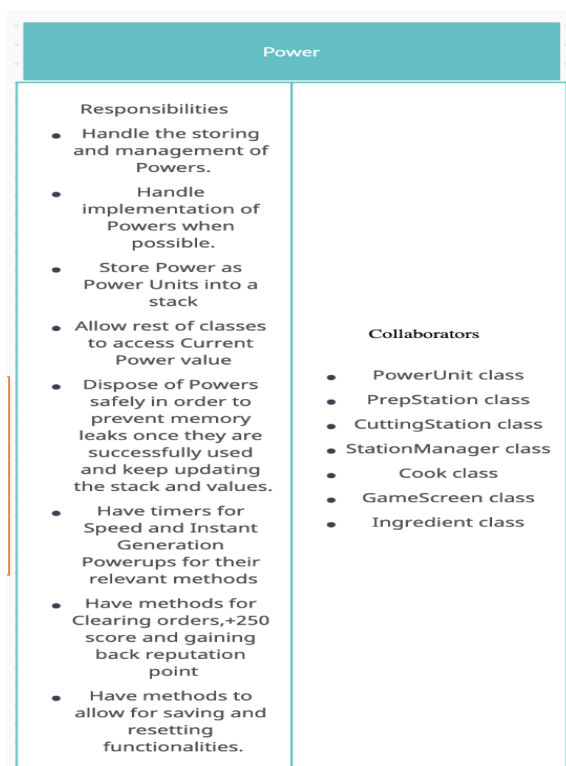 Power
Responsibilities
Handle the storing
and management of
Powers.
Handle
implementation of
Powers when
possible.
Store Power as
Power Units into a
stack
Allow rest of classes
to access Current
Power value
Dispose of Powers
safely in order to
prevent memory
leaks once they are
successfully used
and keep updating
the stack and values.
Have timers for
Speed and Instant
Generation
Powerups for their
relevant methods
Have methods for
Clearing orders,+250
score and gaining
back reputation
point
Have methods to
allow for saving and
resetting
functionalities.
Collaborators
PowerUnit class
PrepStation class
CuttingStation class
StationManager class
Cook class
GameScreen class
Ingredient class